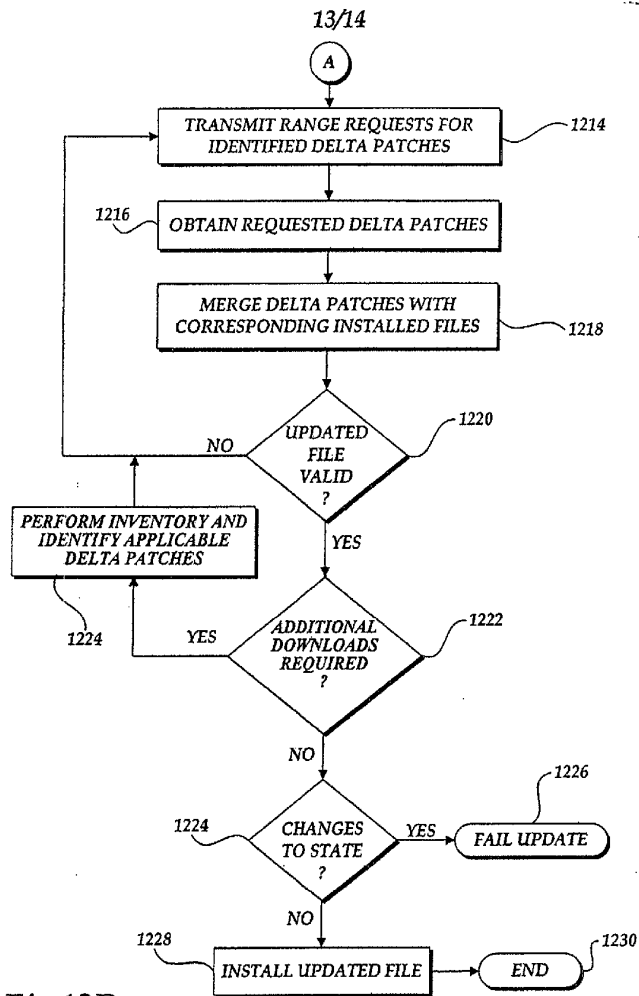 13/14
A
TRANSMIT RANGE REQUESTS FOR
IDENTIFIED DELTA PATCHES
1214
1216
OBTAIN REQUESTED DELTA PATCHES
MERGE DELTA PATCHES WITH
CORRESPONDING INSTALLED FILES
1218
UPDATED
FILE
VALID
?
1220
NO
YES
PERFORM INVENTORY AND
IDENTIFY APPLICABLE
DELTA PATCHES
1224
YES
ADDITIONAL
DOWNLOADS
REQUIRED
?
1222
NO
1224
CHANGES
TO STATE
?
YES
1226
FAIL UPDATE
NO
1228
INSTALL UPDATED FILE
1230
END